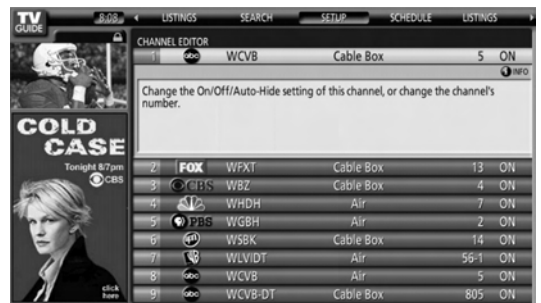 TV GUIDE 8:08 LISTINGS SEARCH SETUP SCHEDULE LISTINGS
CHANNEL EDITOR
1 abc WCVB Cable Box 5 ON
INFO
Change the On/Off/Auto-Hide setting of this channel, or change the channel's
number.
COLD
CASE
Tonight 8/7pm
CBS
click
here
2 FOX WFXT Cable Box 13 ON
3 CBS WBZ Cable Box 4 ON
4 WHDH Air 7 ON
5 PBS WGBH Air 2 ON
6 WSBK Cable Box 14 ON
7 WLVIDT Air 56-1 ON
8 abc WCVB Air 5 ON
9 abc WCVB-DT Cable Box 805 ON